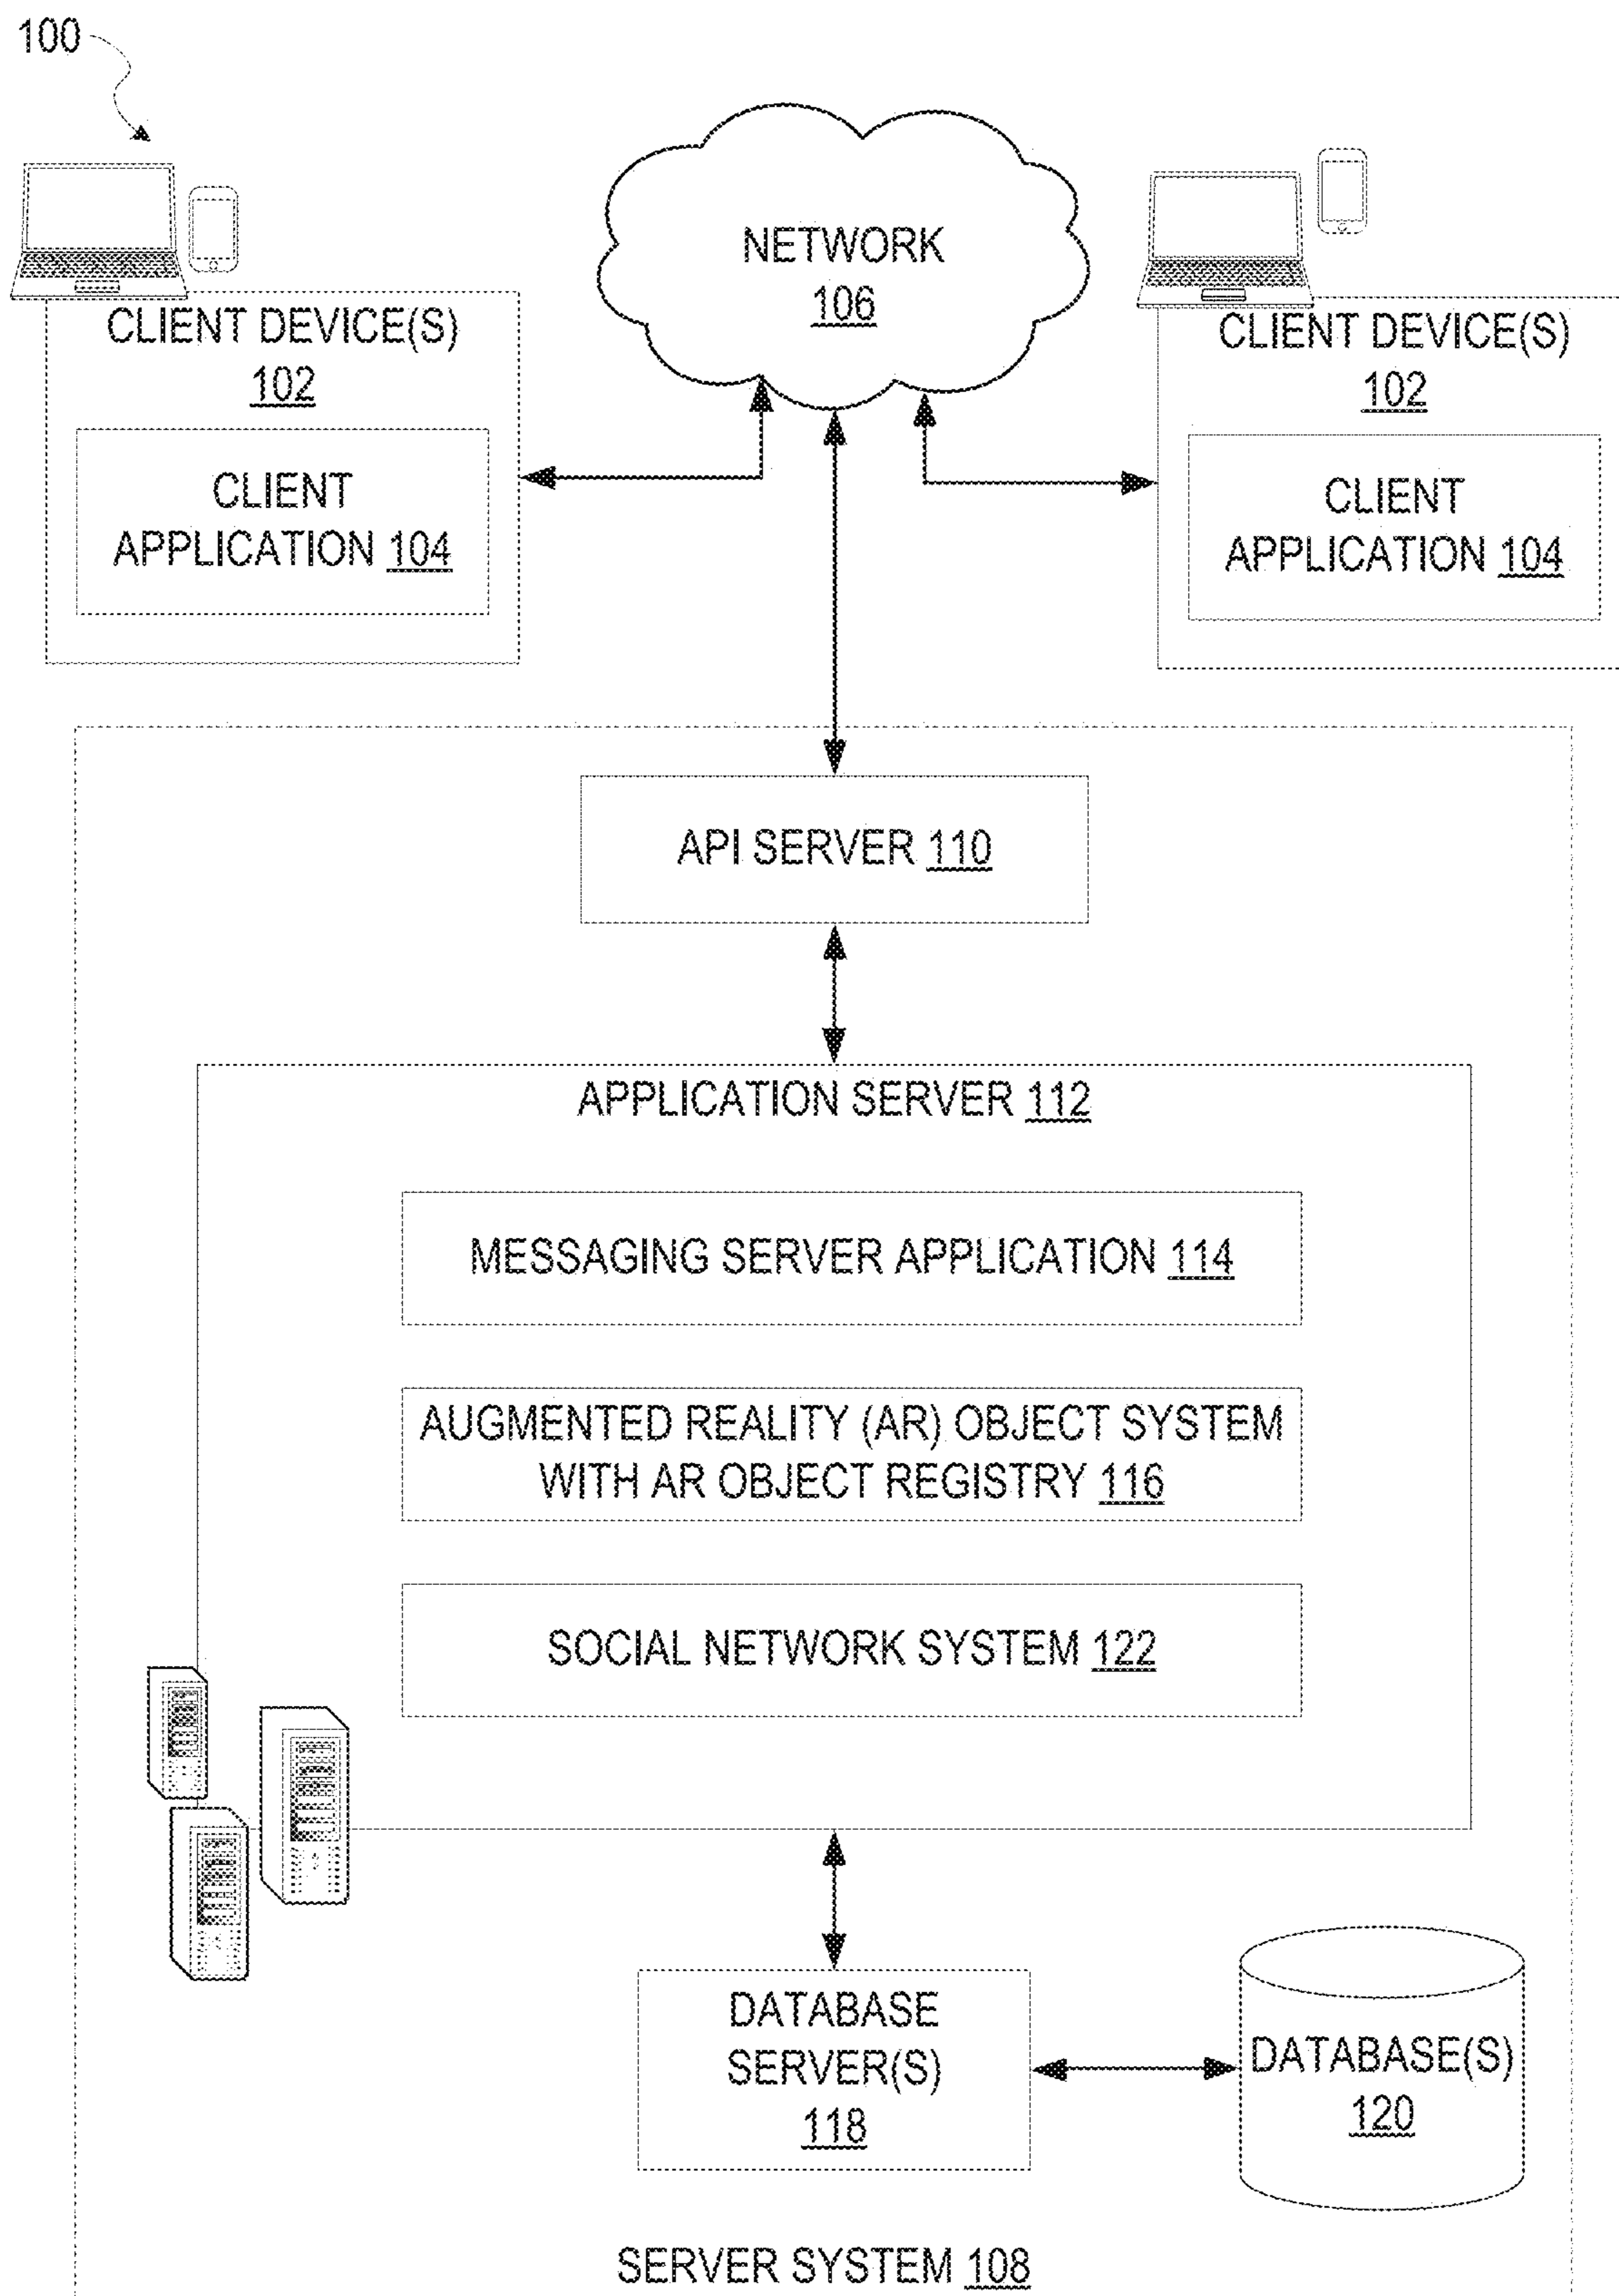 100
NETWORK
106
CLIENT DEVICE(S)
102
CLIENT
APPLICATION 104
CLIENT DEVICE(S)
102
CLIENT
APPLICATION 104
API SERVER 110
APPLICATION SERVER 112
MESSAGING SERVER APPLICATION 114
AUGMENTED REALITY (AR) OBJECT SYSTEM
WITH AR OBJECT REGISTRY 116
SOCIAL NETWORK SYSTEM 122
DATABASE
SERVER(S)
118
DATABASE(S)
120
SERVER SYSTEM 108